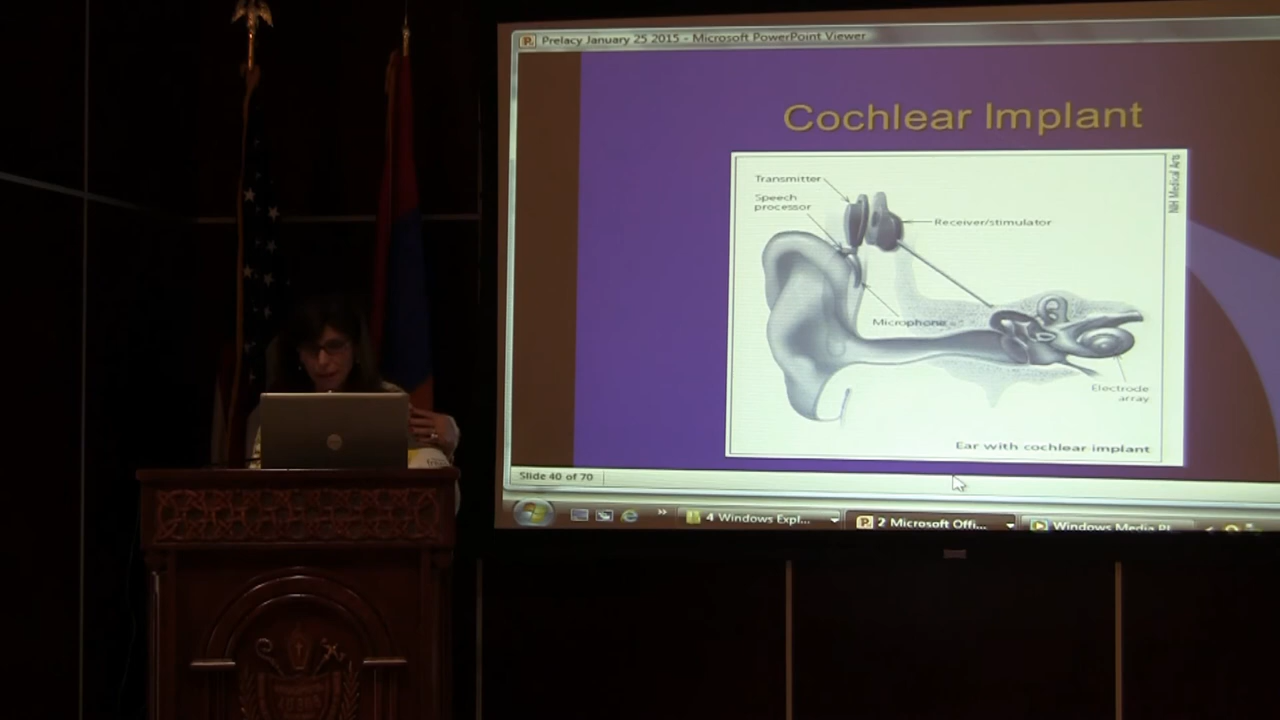 Prelacy January 25 2015 - Microsoft PowerPoint Viewer
Cochlear Implant
NIH Medical Arts
Transmitter
Speech
processor
Receiver/stimulator
Microphone
Electrode
array
Ear with cochlear implant
Slide 40 of 70
4 Windows Expl...
2 Microsoft Offi...
Windows Media Pl